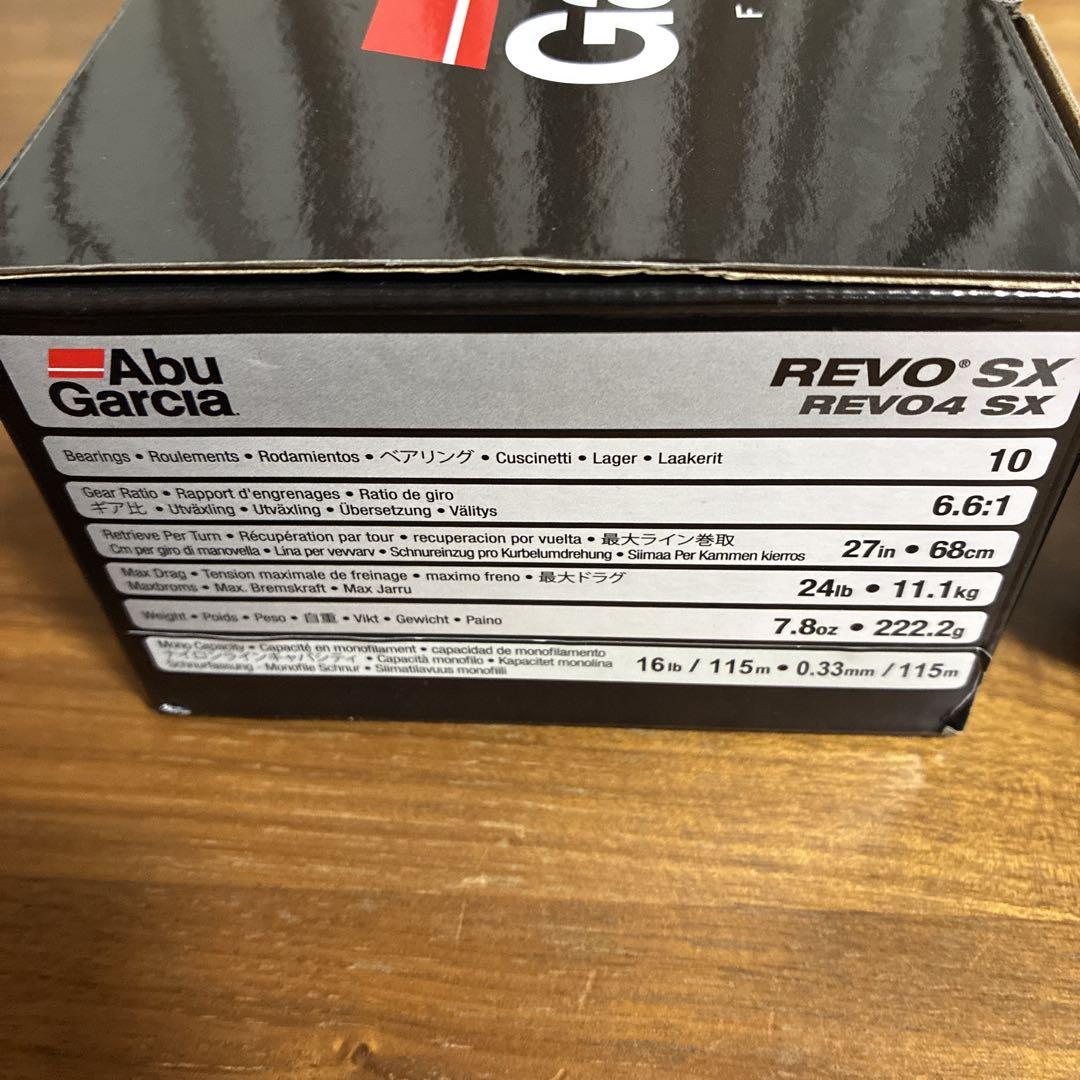 Ga
F
Abu
Garcia
REVO® SX
REVO4 SX
Bearings • Roulements • Rodamientos • ベアリング • Cuscinetti • Lager • Laakerit
10
Gear Ratio • Rapport d'engrenages • Ratio de giro
ギア比 • Utväxling • Utväxling • Übersetzung • Välitys
6.6:1
Retrieve Per Turn • Récupération par tour • recuperacion por vuelta • 最大ライン巻取
Cm per giro di manovella • Lina per vevvarv • Schnureinzug pro Kurbelumdrehung • Siimaa Per Kammen kierros
27in • 68cm
Max Drag • Tension maximale de freinage • maximo freno • 最大ドラグ
Maxbroms • Max. Bremskraft • Max Jarru
24lb • 11.1kg
Weight • Poids • Peso • 自重 • Vikt • Gewicht • Paino
7.8oz • 222.2g
Mono Capacity • Capacité en monofilament • capacidad de monofilamento
ナイロンラインキャパシティ • Capacità monofilo • Kapacitet monolina
Schnurfassung - Monofile Schnur • Siimatilavuus monofiili
16lb / 115m • 0.33mm / 115m